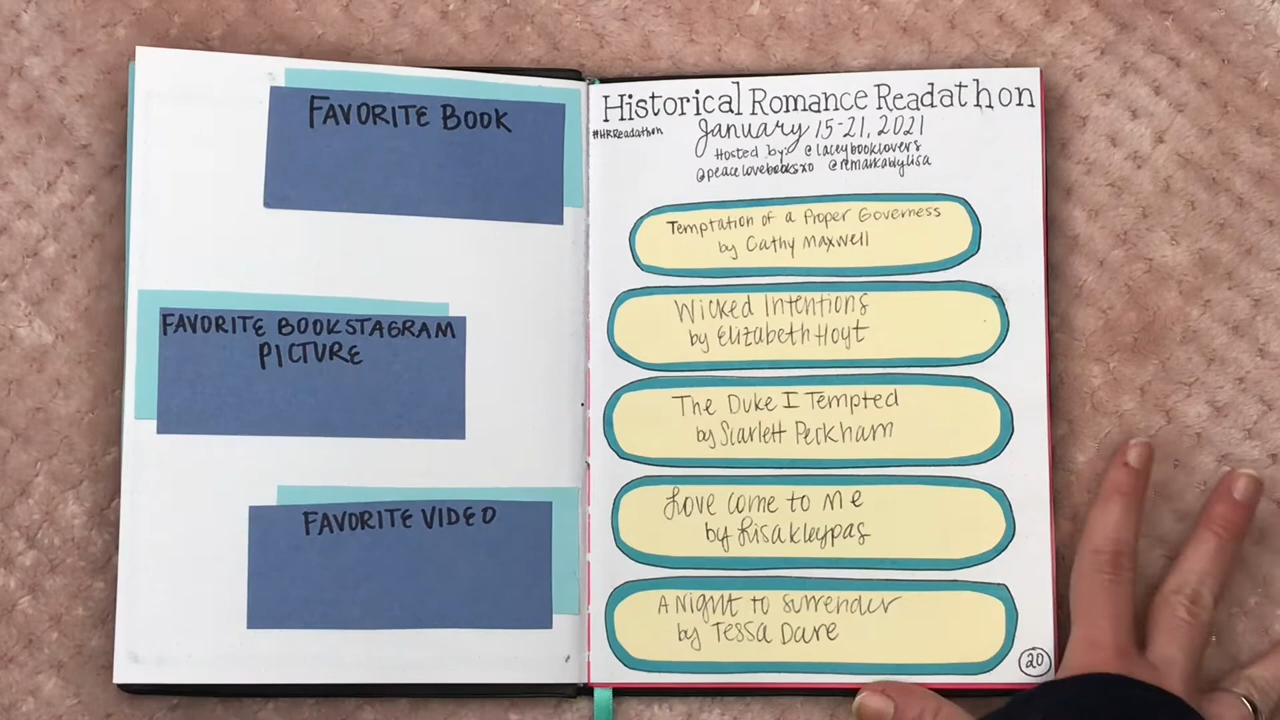 FAVORITE BOOK
FAVORITE BOOKSTAGRAM
PICTURE
FAVORITE VIDEO
Historical Romance Readathon
#HRReadathon
January 15-21, 2021
Hosted by: @laceybooklovers
@peacelovebooksxo @remarkablylisa
Temptation of a Proper Governess
by Cathy Maxwell
Wicked Intentions
by Elizabeth Hoyt
The Duke I Tempted
by Scarlett Peckham
Love come to me
by Lisa Kleypas
A Night to Surrender
by Tessa Dare
20